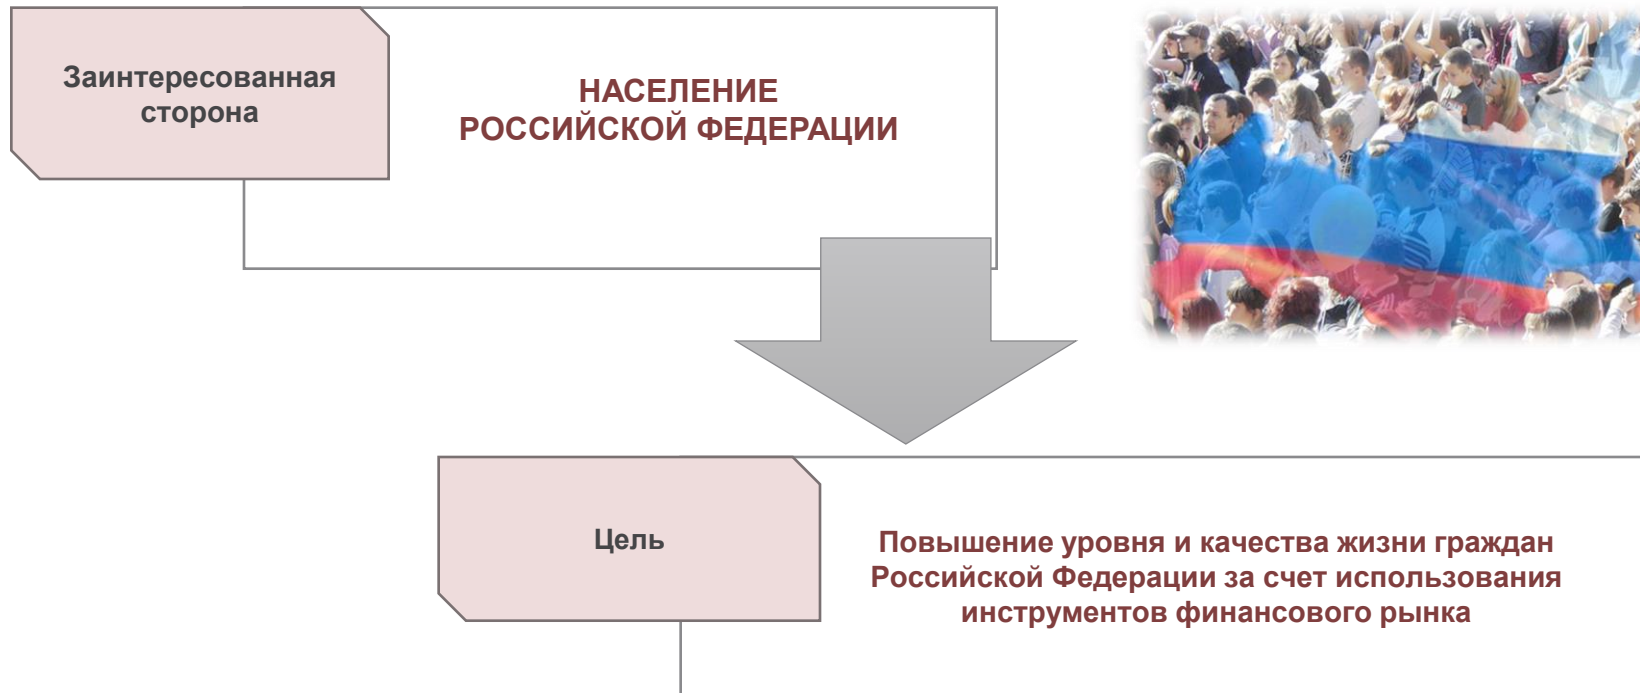 Заинтересованная
сторона
НАСЕЛЕНИЕ
РОССИЙСКОЙ ФЕДЕРАЦИИ
Цель
Повышение уровня и качества жизни граждан
Российской Федерации за счет использования
инструментов финансового рынка